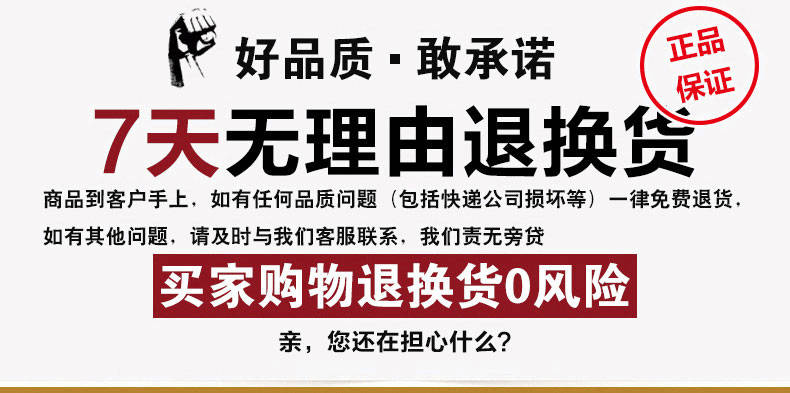 好品质·敢承诺
正品
保证
7天无理由退换货
商品到客户手上，如有任何品质问题（包括快递公司损坏等）一律免费退货，
如有其他问题，请及时与我们客服联系，我们责无旁贷
买家购物退换货0风险
亲，您还在担心什么？